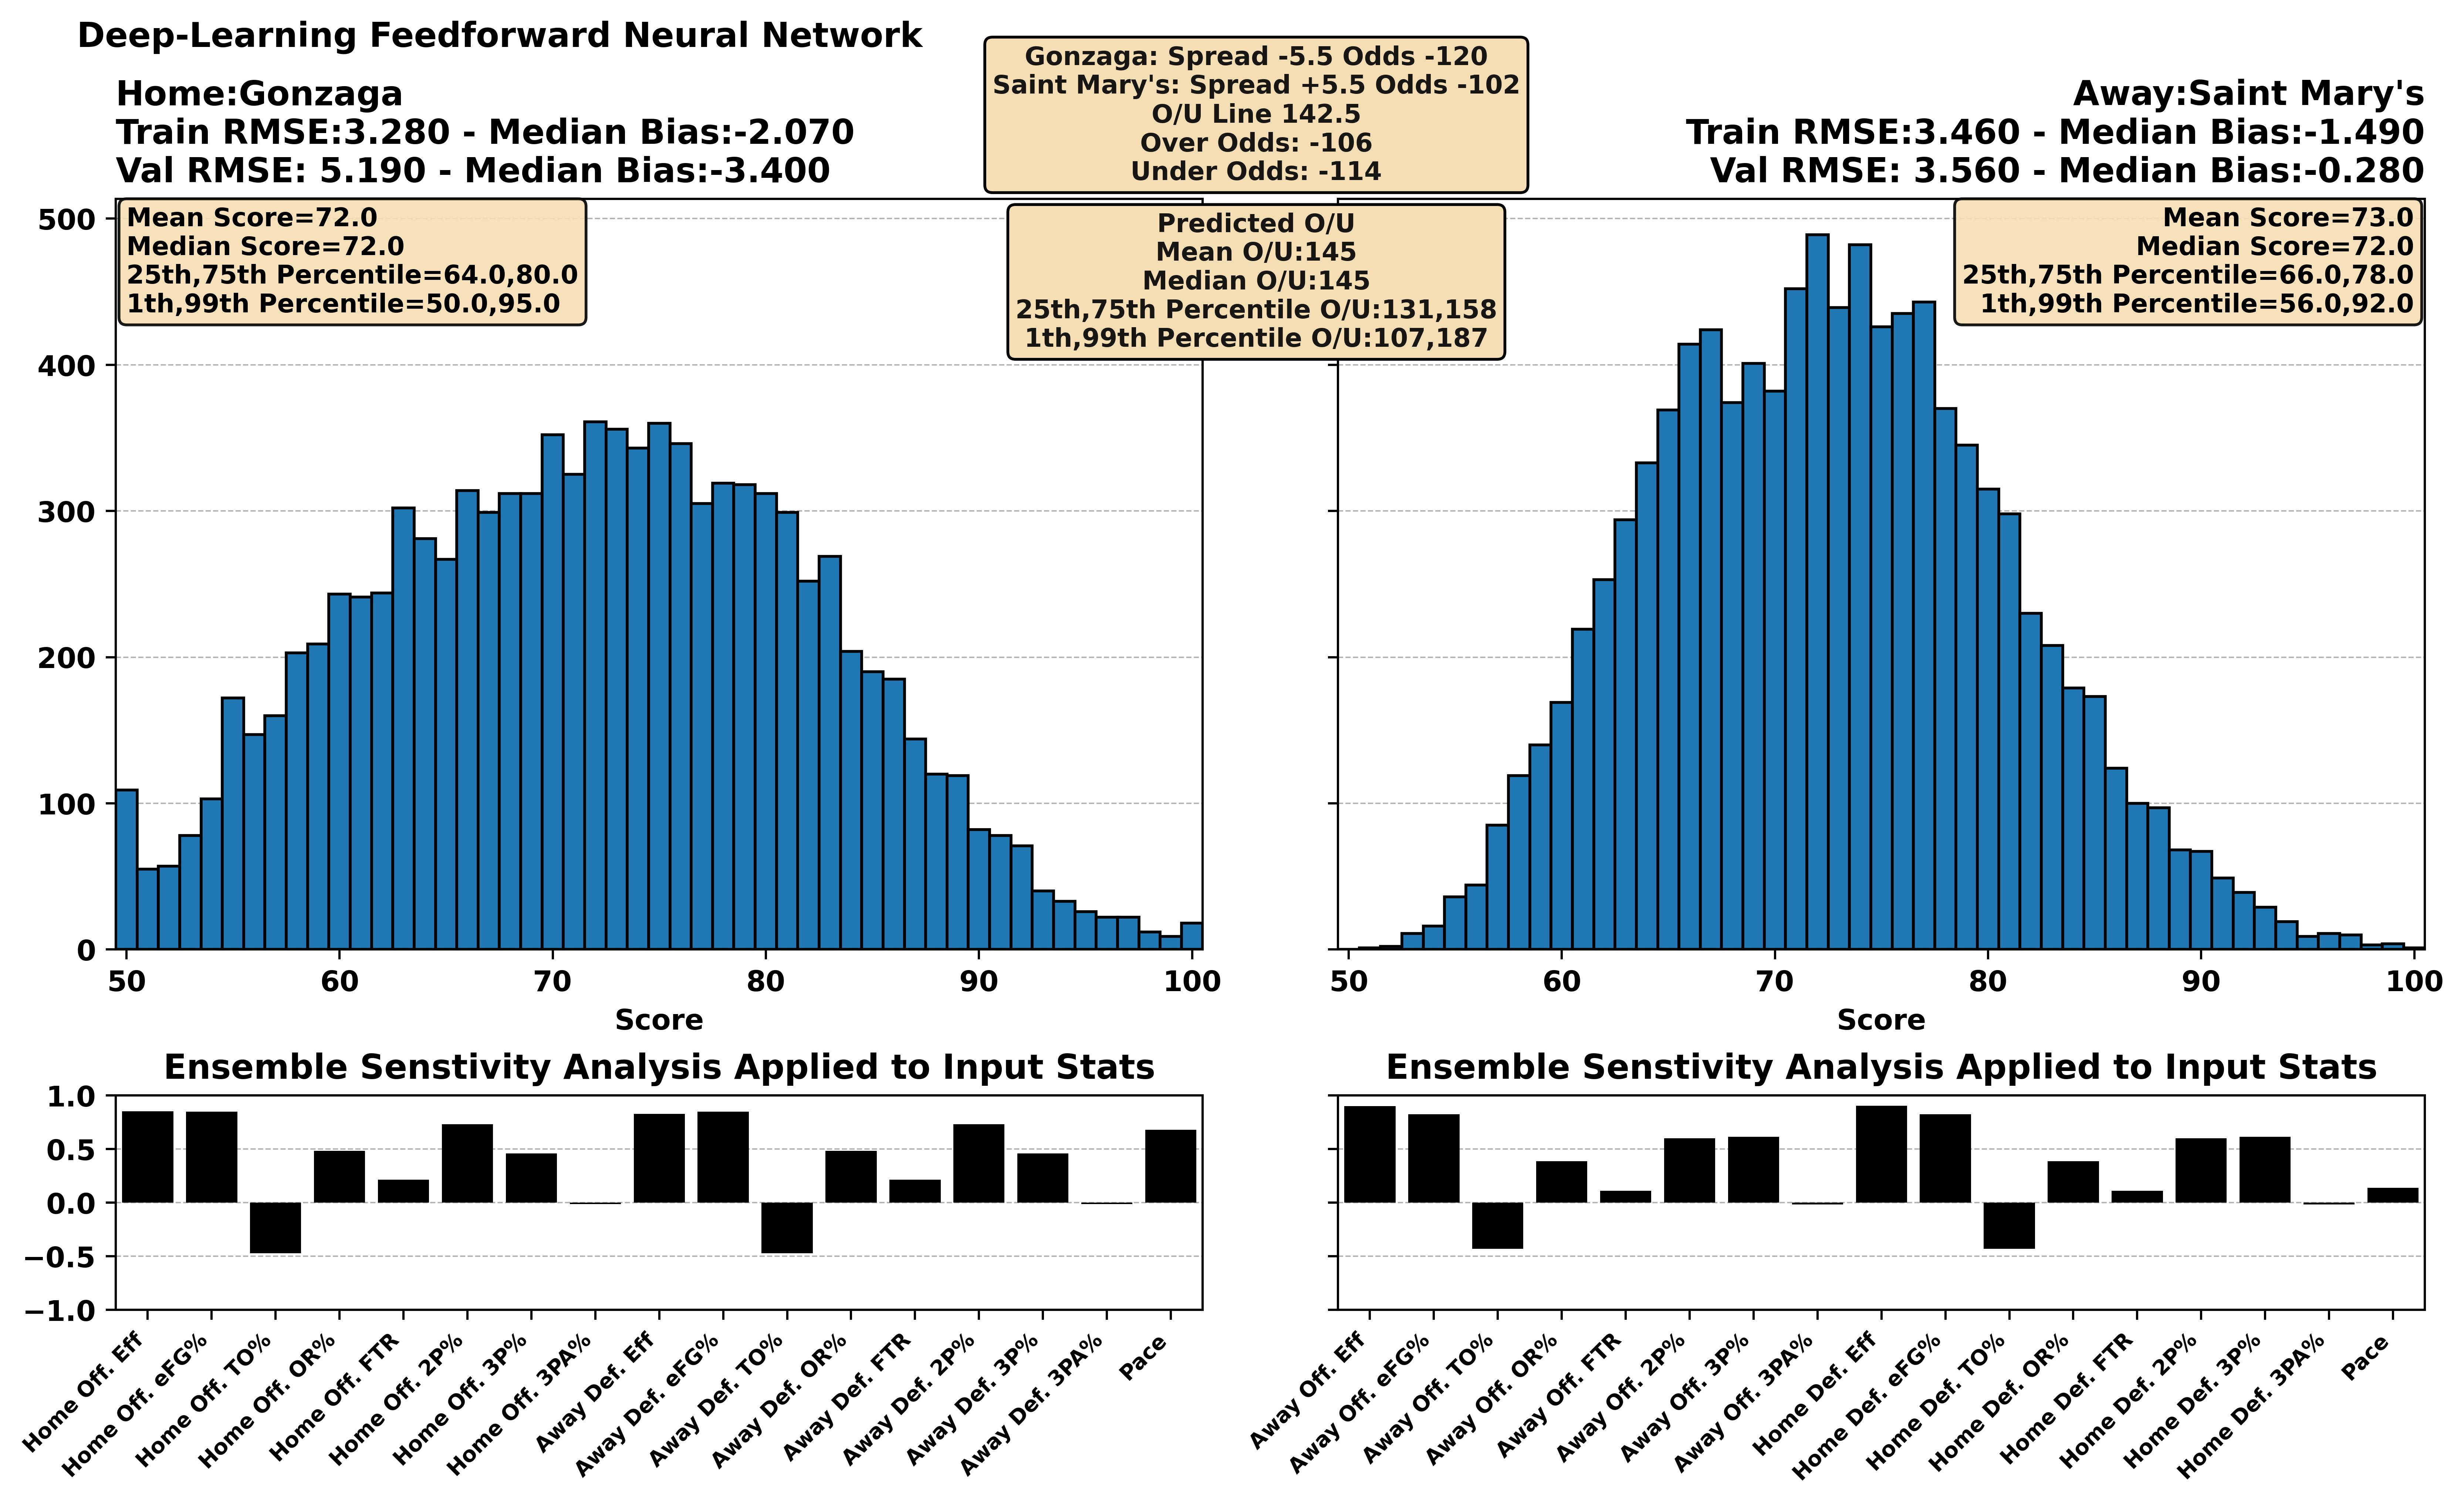 Deep-Learning Feedforward Neural Network
Home:Gonzaga
Train RMSE:3.280 - Median Bias:-2.070
Val RMSE: 5.190 - Median Bias:-3.400
Gonzaga: Spread -5.5 Odds -120
Saint Mary's: Spread +5.5 Odds -102
O/U Line 142.5
Over Odds: -106
Under Odds: -114
Away:Saint Mary's
Train RMSE:3.460 - Median Bias:-1.490
Val RMSE: 3.560 - Median Bias:-0.280
Mean Score=72.0
Median Score=72.0
25th,75th Percentile=64.0,80.0
1th,99th Percentile=50.0,95.0
Predicted O/U
Mean O/U:145
Median O/U:145
25th,75th Percentile O/U:131,158
1th,99th Percentile O/U:107,187
Mean Score=73.0
Median Score=72.0
25th,75th Percentile=66.0,78.0
1th,99th Percentile=56.0,92.0
500
400
300
200
100
0
50 60 70 80 90 100
Score
50 60 70 80 90 100
Score
Ensemble Senstivity Analysis Applied to Input Stats
1.0
0.5
0.0
−0.5
−1.0
Home Off. Eff
Home Off. eFG%
Home Off. TO%
Home Off. OR%
Home Off. FTR
Home Off. 2P%
Home Off. 3P%
Home Off. 3PA%
Away Def. Eff
Away Def. eFG%
Away Def. TO%
Away Def. OR%
Away Def. FTR
Away Def. 2P%
Away Def. 3P%
Away Def. 3PA%
Pace
Ensemble Senstivity Analysis Applied to Input Stats
Away Off. Eff
Away Off. eFG%
Away Off. TO%
Away Off. OR%
Away Off. FTR
Away Off. 2P%
Away Off. 3P%
Away Off. 3PA%
Home Def. Eff
Home Def. eFG%
Home Def. TO%
Home Def. OR%
Home Def. FTR
Home Def. 2P%
Home Def. 3P%
Home Def. 3PA%
Pace